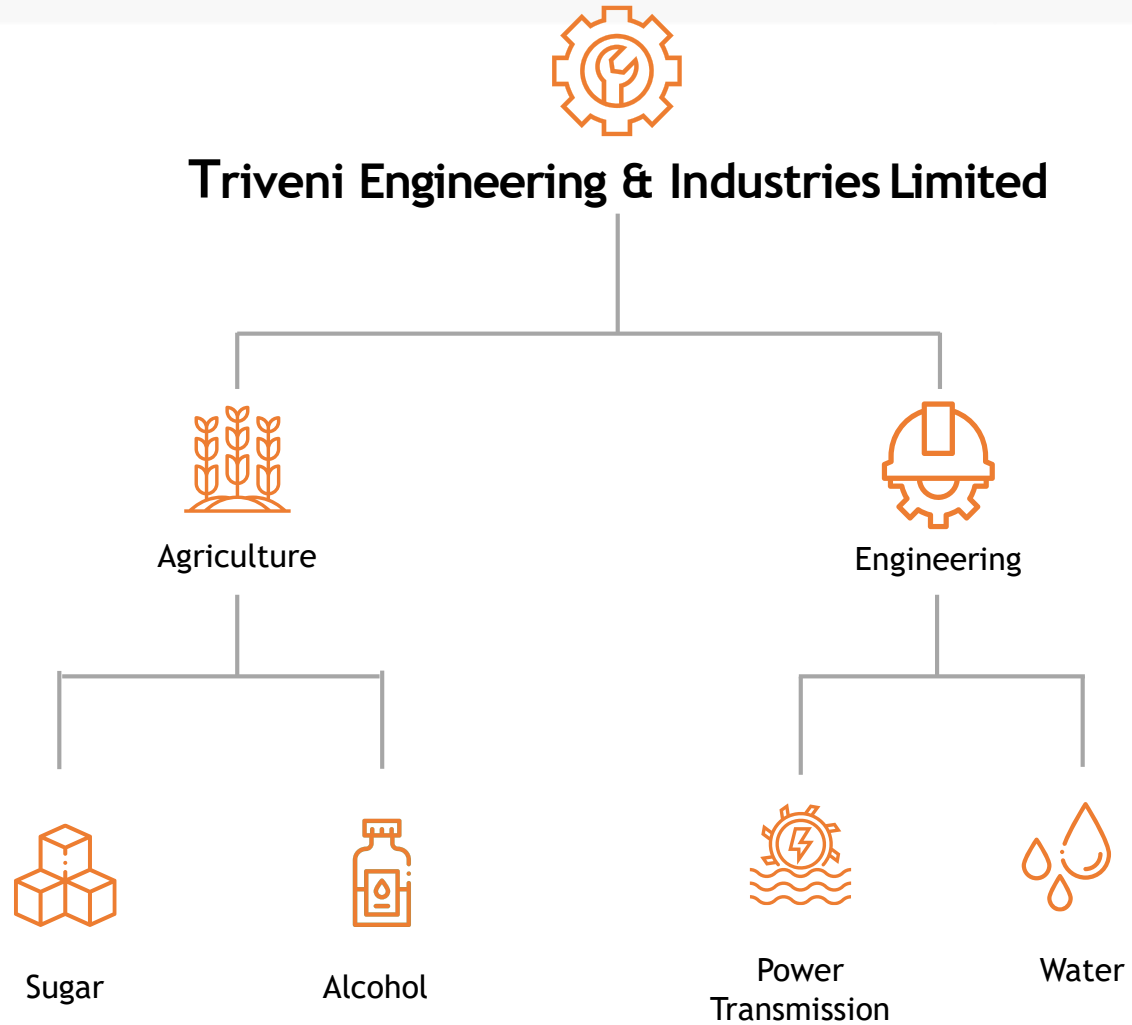 Triveni Engineering & Industries Limited
Agriculture
Engineering
Sugar
Alcohol
Power
Transmission
Water